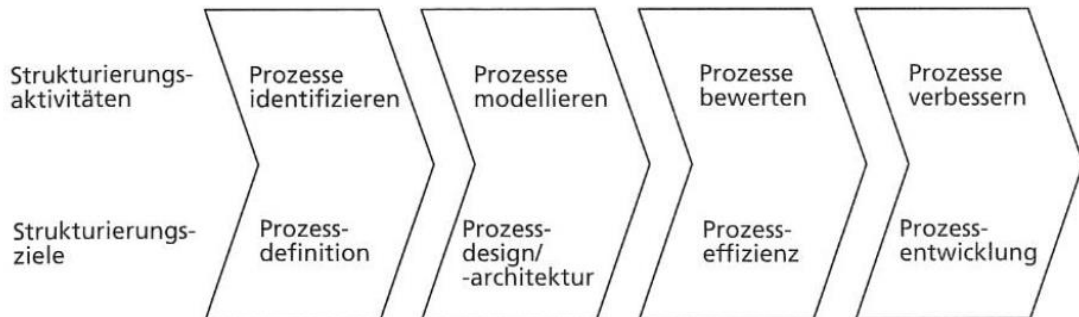 Strukturierungs-
aktivitäten
Prozesse
identifizieren
Prozesse
modellieren
Prozesse
bewerten
Prozesse
verbessern
Strukturierungs-
ziele
Prozess-
definition
Prozess-
design/
-architektur
Prozess-
effizienz
Prozess-
entwicklung